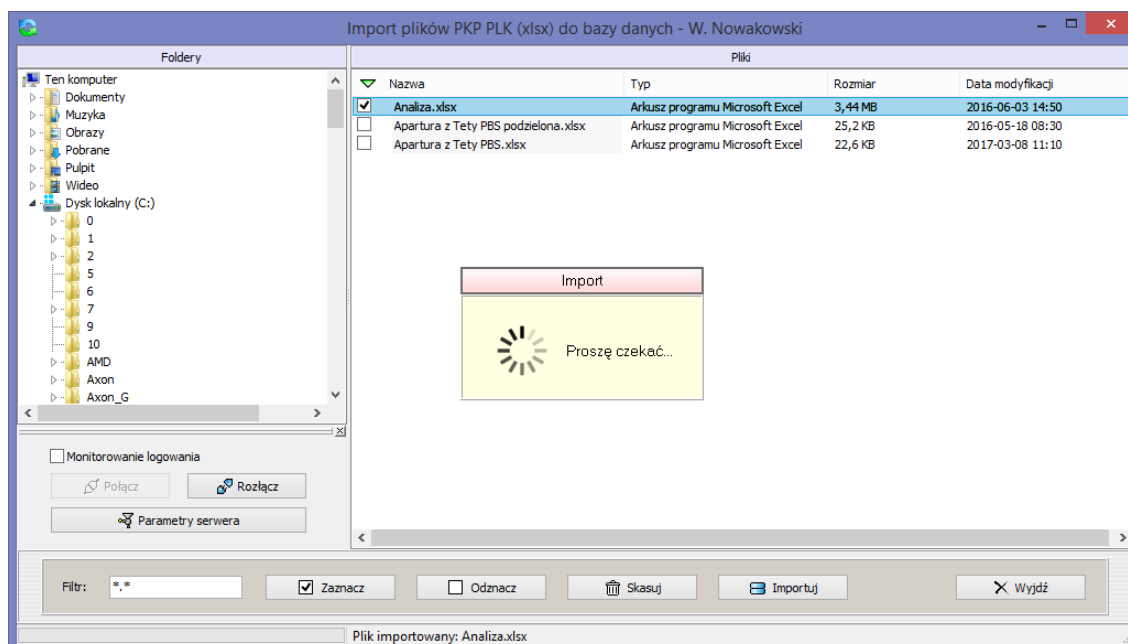 Import plików PKP PLK (xlsx) do bazy danych - W. Nowakowski
Foldery
Ten komputer
Dokumenty
Muzyka
Obrazy
Pobrane
Pulpit
Wideo
Dysk lokalny (C:)
0
1
2
5
6
7
9
10
AMD
Axon
Axon_G
Monitorowanie logowania
Połącz Rozłącz
Parametry serwera
Pliki
Nazwa Typ Rozmiar Data modyfikacji
Analiza.xlsx Arkusz programu Microsoft Excel 3,44 MB 2016-06-03 14:50
Apartura z Tety PBS podzielona.xlsx Arkusz programu Microsoft Excel 25,2 KB 2016-05-18 08:30
Apartura z Tety PBS.xlsx Arkusz programu Microsoft Excel 22,6 KB 2017-03-08 11:10
Import
Proszę czekać...
Filtr: *.* Zaznacz Odznacz Skasuj Importuj Wyjdź
Plik importowany: Analiza.xlsx